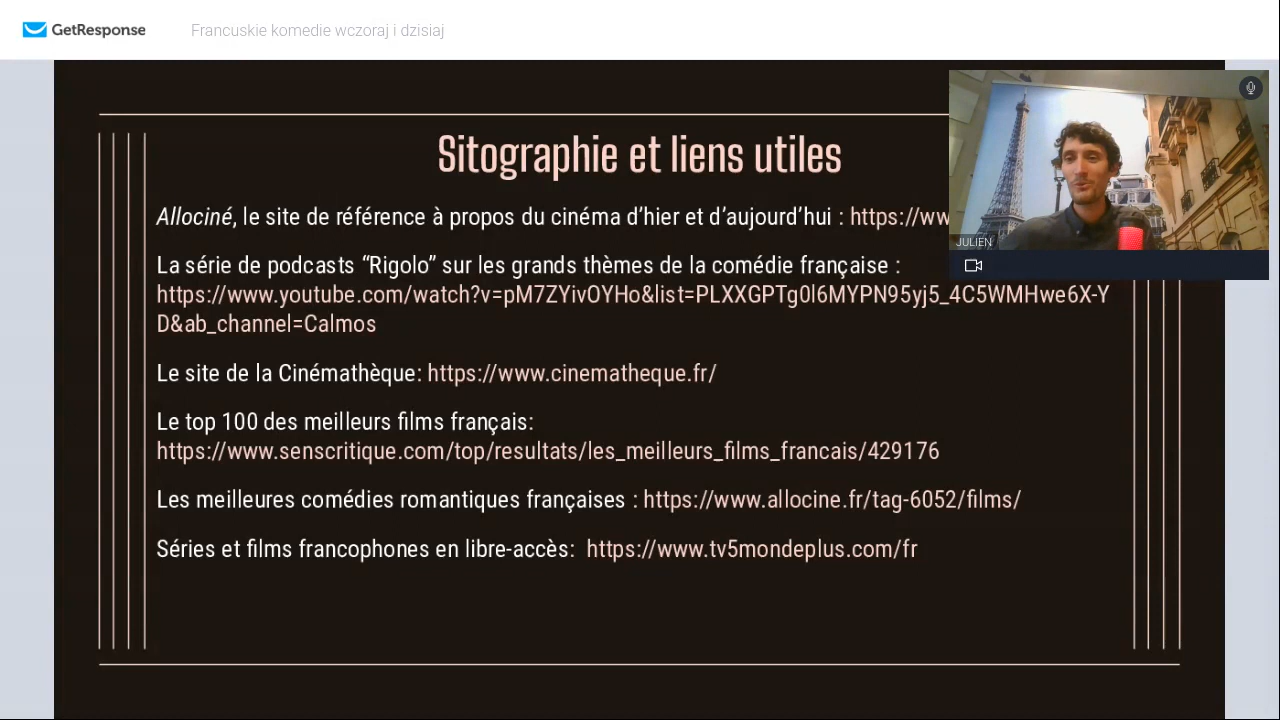 GetResponse
Francuskie komedie wczoraj i dzisiaj
Sitographie et liens utiles
Allociné, le site de référence à propos du cinéma d’hier et d’aujourd’hui : https://ww
JULIEN
La série de podcasts “Rigolo” sur les grands thèmes de la comédie française :
https://www.youtube.com/watch?v=pM7ZYivOYHo&list=PLXXGPTg0l6MYPN95yj5_4C5WMHwe6X-Y
D&ab_channel=Calmos
Le site de la Cinémathèque: https://www.cinematheque.fr/
Le top 100 des meilleurs films français:
https://www.senscritique.com/top/resultats/les_meilleurs_films_francais/429176
Les meilleures comédies romantiques françaises : https://www.allocine.fr/tag-6052/films/
Séries et films francophones en libre-accès:  https://www.tv5mondeplus.com/fr